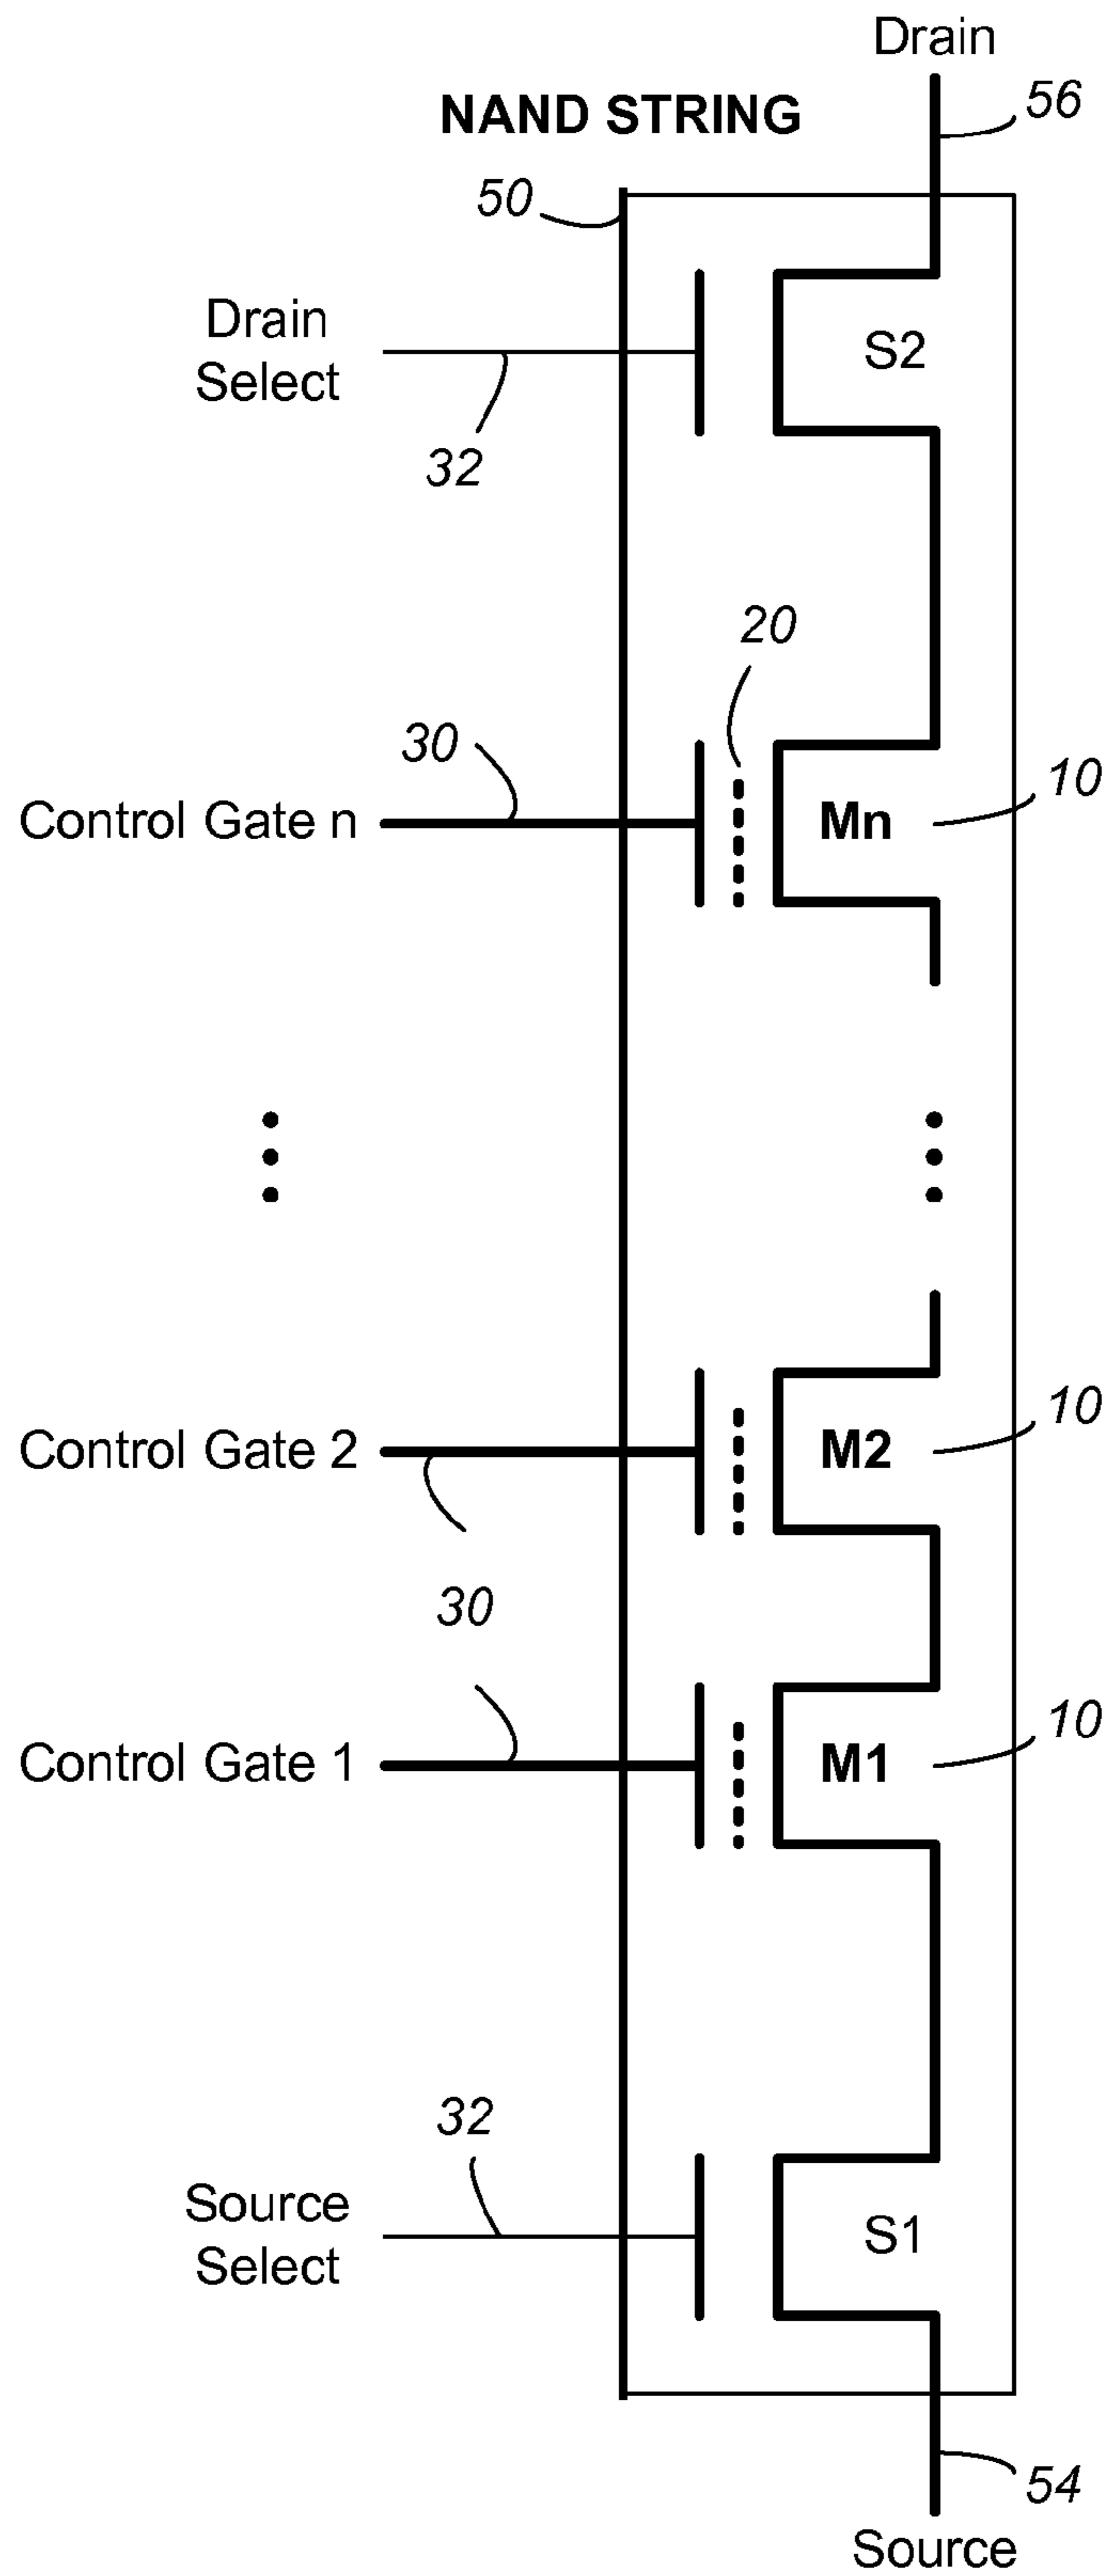 Drain
NAND STRING
56
50
Drain
Select
S2
32
20
30
10
Control Gate n
Mn
10
Control Gate 2
M2
30
10
Control Gate 1
M1
32
Source
Select
S1
54
Source